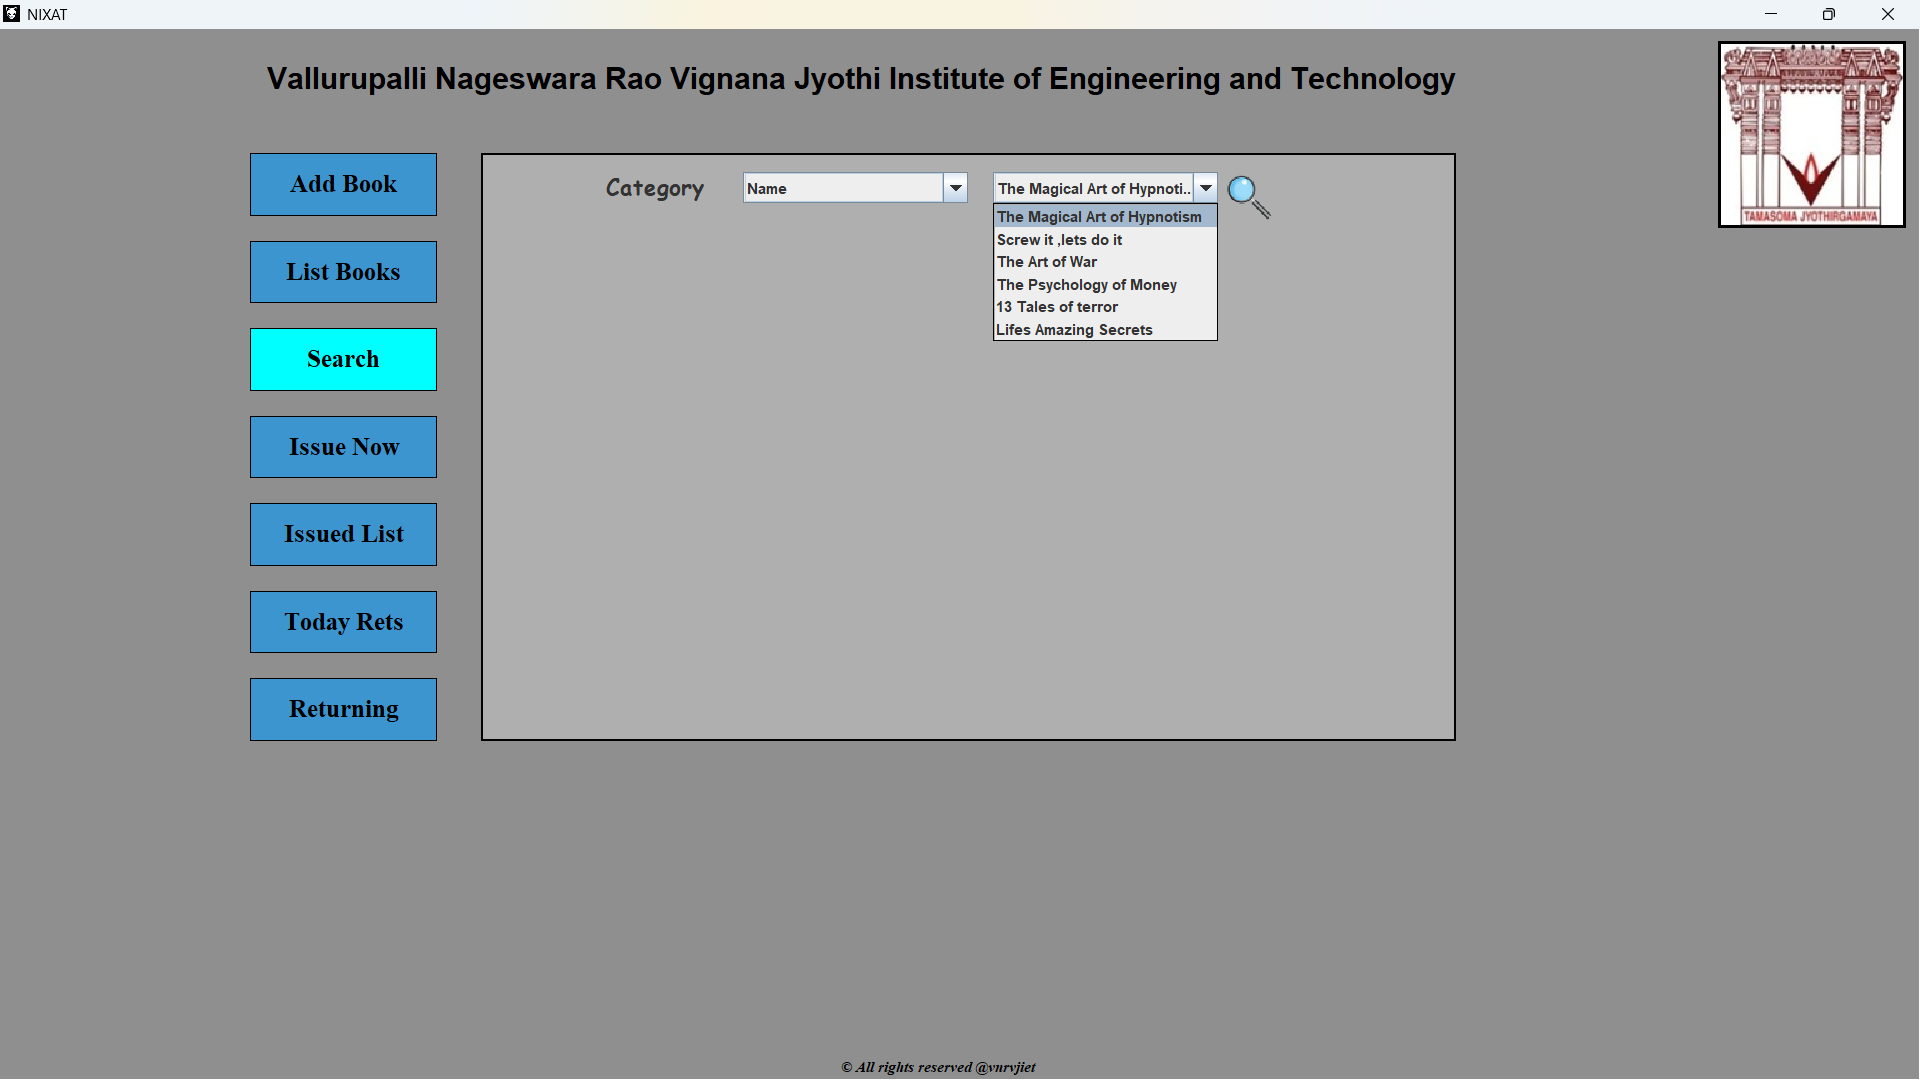 NIXAT
Vallurupalli Nageswara Rao Vignana Jyothi Institute of Engineering and Technology
TAMASOMA JYOTHIRGAMAYA
Add Book
List Books
Search
Issue Now
Issued List
Today Rets
Returning
Category
Name
The Magical Art of Hypnoti..
The Magical Art of Hypnotism
Screw it ,lets do it
The Art of War
The Psychology of Money
13 Tales of terror
Lifes Amazing Secrets
© All rights reserved @vnrvjiet